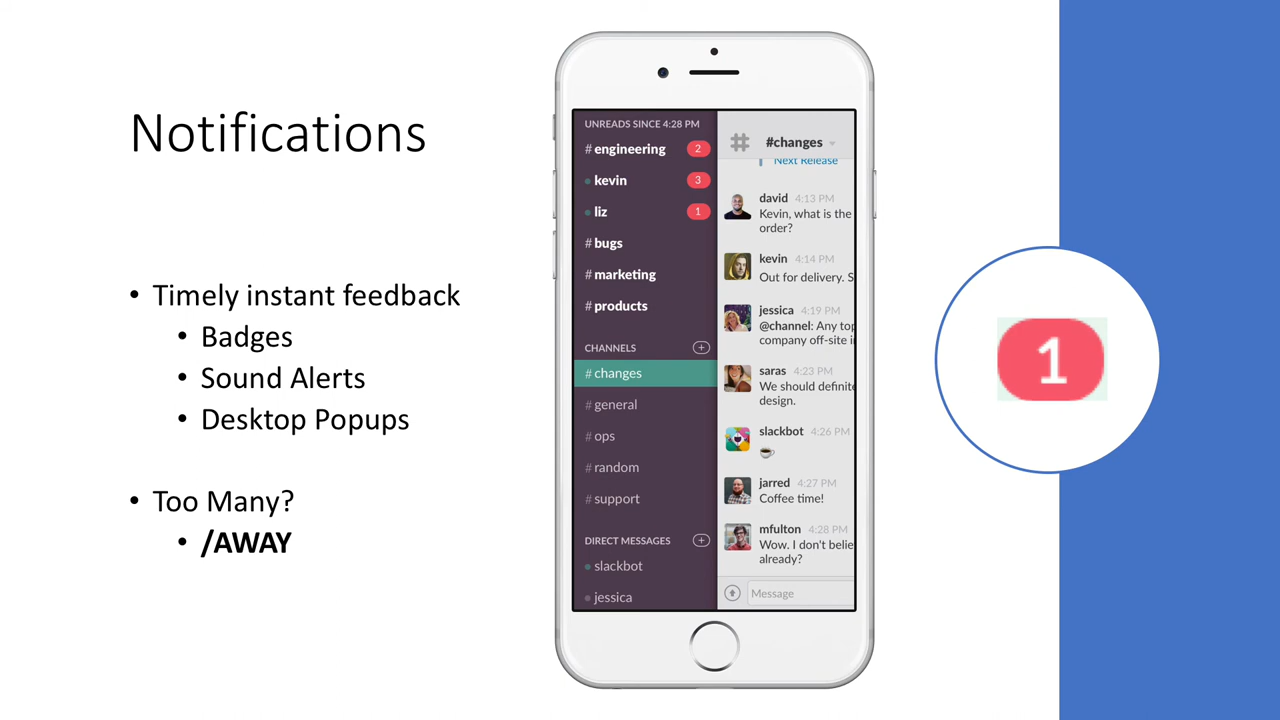 Notifications
• Timely instant feedback
• Badges
• Sound Alerts
• Desktop Popups
• Too Many?
• /AWAY
UNREADS SINCE 4:28 PM
# engineering 2
kevin 3
liz 1
# bugs
# marketing
# products
CHANNELS +
# changes
# general
# ops
# random
# support
DIRECT MESSAGES +
slackbot
jessica
# #changes
Next Release
david 4:13 PM
Kevin, what is the
order?
kevin 4:14 PM
Out for delivery. S
jessica 4:19 PM
@channel: Any top
company off-site i
saras 4:23 PM
We should definite
design.
slackbot 4:26 PM
jarred 4:27 PM
Coffee time!
mfulton 4:28 PM
Wow. I don't belie
already?
Message
1